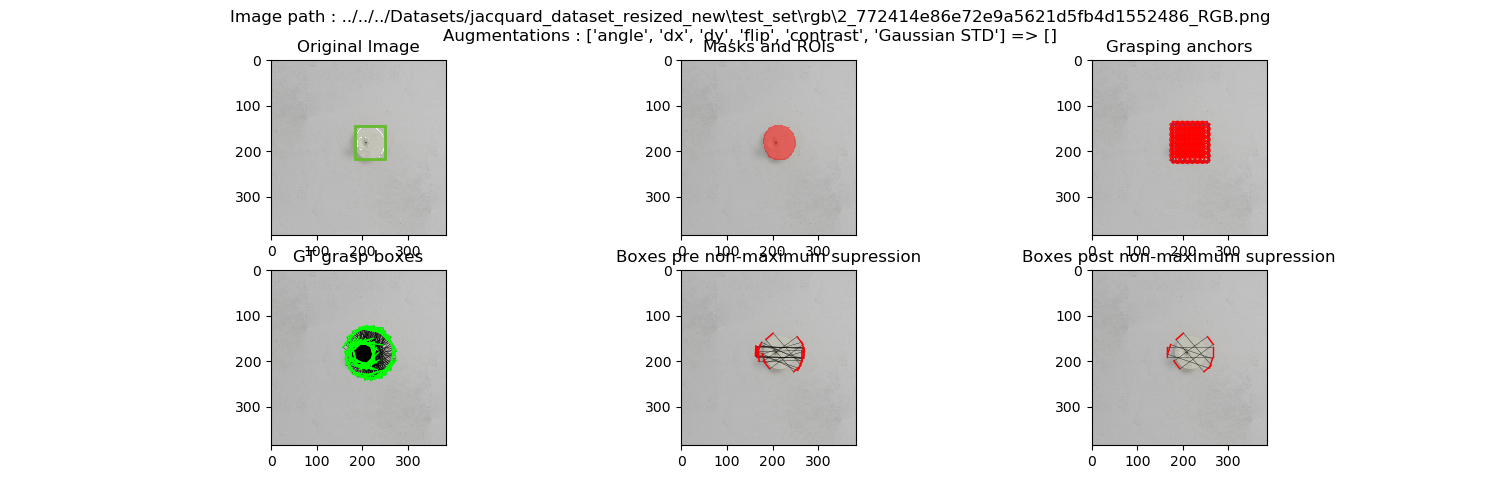 Image path : ../../../Datasets/jacquard_dataset_resized_new\test_set\rgb\2_772414e86e72e9a5621d5fb4d1552486_RGB.png
Augmentations : ['angle', 'dx', 'dy', 'flip', 'contrast', 'Gaussian STD'] => []
Original Image
Masks and ROIs
Grasping anchors
0
100
200
300
0 100 200 300
0
100
200
300
0 100 200 300
0
100
200
300
0 100 200 300
GT grasp boxes
Boxes pre non-maximum supression
Boxes post non-maximum supression
0
100
200
300
0 100 200 300
0
100
200
300
0 100 200 300
0
100
200
300
0 100 200 300